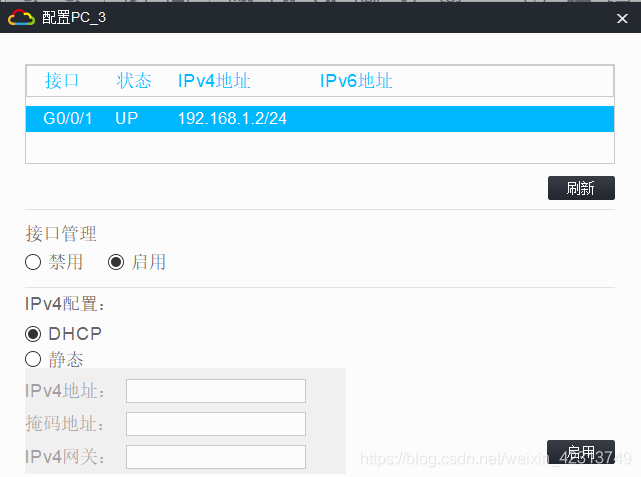 配置PC_3
接口 状态 IPv4地址 IPv6地址
G0/0/1 UP 192.168.1.2/24
刷新
接口管理
禁用 启用
IPv4配置：
DHCP
静态
IPv4地址：
掩码地址：
IPv4网关：
启用
https://blog.csdn.net/weixin_42313749